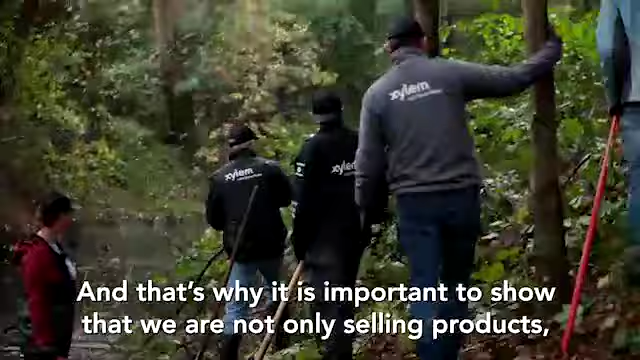 xylem
xylem
xylem
And that's why it is important to show
that we are not only selling products,